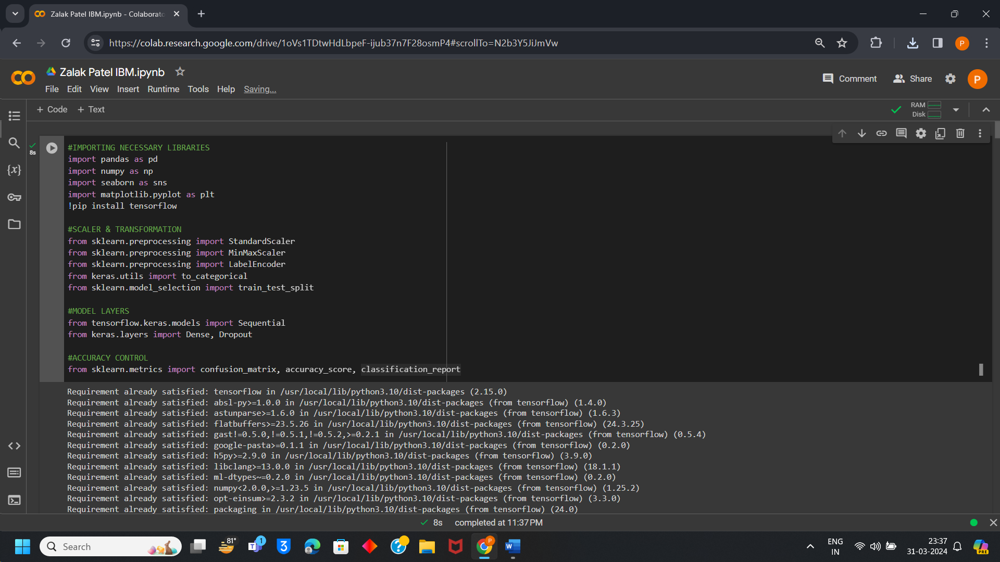 Zalak Patel IBM.ipynb - Colaborato
https://colab.research.google.com/drive/1oVs1TDtwHdLbpeF-ijub37n7F28osmP4#scrollTo=N2b3Y5JiJmVw
P
Zalak Patel IBM.ipynb
File Edit View Insert Runtime Tools Help Saving...
Comment Share P
+ Code + Text
RAM
Disk
8s
#IMPORTING NECESSARY LIBRARIES
import pandas as pd
import numpy as np
import seaborn as sns
import matplotlib.pyplot as plt
!pip install tensorflow
#SCALER & TRANSFORMATION
from sklearn.preprocessing import StandardScaler
from sklearn.preprocessing import MinMaxScaler
from sklearn.preprocessing import LabelEncoder
from keras.utils import to_categorical
from sklearn.model_selection import train_test_split
#MODEL LAYERS
from tensorflow.keras.models import Sequential
from keras.layers import Dense, Dropout
#ACCURACY CONTROL
from sklearn.metrics import confusion_matrix, accuracy_score, classification_report
Requirement already satisfied: tensorflow in /usr/local/lib/python3.10/dist-packages (2.15.0)
Requirement already satisfied: absl-py>=1.0.0 in /usr/local/lib/python3.10/dist-packages (from tensorflow) (1.4.0)
Requirement already satisfied: astunparse>=1.6.0 in /usr/local/lib/python3.10/dist-packages (from tensorflow) (1.6.3)
Requirement already satisfied: flatbuffers>=23.5.26 in /usr/local/lib/python3.10/dist-packages (from tensorflow) (24.3.25)
Requirement already satisfied: gast!=0.5.0,!=0.5.1,!=0.5.2,>=0.2.1 in /usr/local/lib/python3.10/dist-packages (from tensorflow) (0.5.4)
Requirement already satisfied: google-pasta>=0.1.1 in /usr/local/lib/python3.10/dist-packages (from tensorflow) (0.2.0)
Requirement already satisfied: h5py>=2.9.0 in /usr/local/lib/python3.10/dist-packages (from tensorflow) (3.9.0)
Requirement already satisfied: libclang>=13.0.0 in /usr/local/lib/python3.10/dist-packages (from tensorflow) (18.1.1)
Requirement already satisfied: ml-dtypes~=0.2.0 in /usr/local/lib/python3.10/dist-packages (from tensorflow) (0.2.0)
Requirement already satisfied: numpy<2.0.0,>=1.23.5 in /usr/local/lib/python3.10/dist-packages (from tensorflow) (1.25.2)
Requirement already satisfied: opt-einsum>=2.3.2 in /usr/local/lib/python3.10/dist-packages (from tensorflow) (3.3.0)
Requirement already satisfied: packaging in /usr/local/lib/python3.10/dist-packages (from tensorflow) (24.0)
8s completed at 11:37 PM
Search
81°
1
ENG
IN
23:37
31-03-2024
PRE